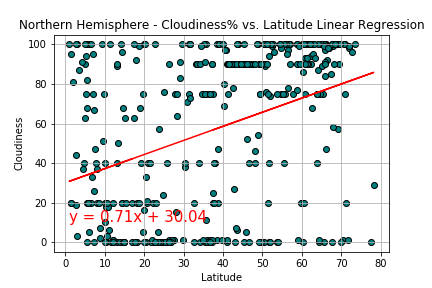 Northern Hemisphere - Cloudiness% vs. Latitude Linear Regression
100
80
60
40
20
0
Cloudiness
y = 0.71x + 30.04
0 10 20 30 40 50 60 70 80
Latitude